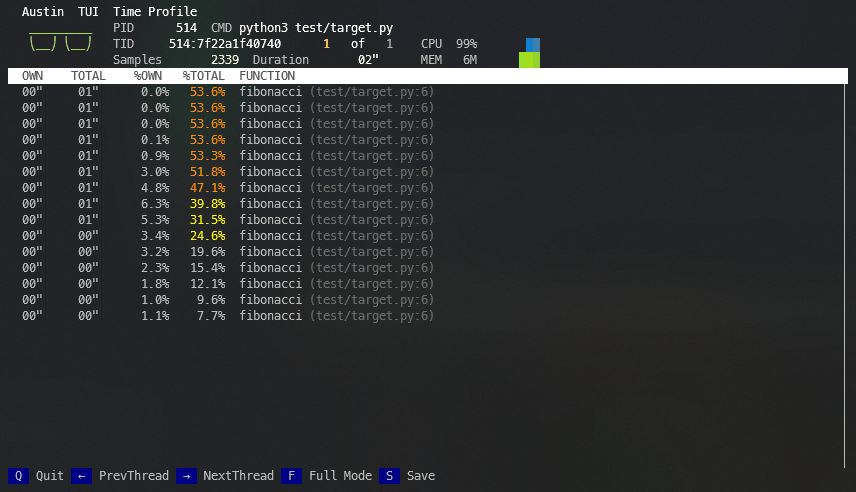 Austin  TUI  Time Profile
PID 514 CMD python3 test/target.py
TID 514:7f22a1f40740 1 of 1 CPU 99%
Samples 2339 Duration 02" MEM 6M
OWN TOTAL %OWN %TOTAL FUNCTION
00" 01" 0.0% 53.6% fibonacci (test/target.py:6)
00" 01" 0.0% 53.6% fibonacci (test/target.py:6)
00" 01" 0.0% 53.6% fibonacci (test/target.py:6)
00" 01" 0.1% 53.6% fibonacci (test/target.py:6)
00" 01" 0.9% 53.3% fibonacci (test/target.py:6)
00" 01" 3.0% 51.8% fibonacci (test/target.py:6)
00" 01" 4.8% 47.1% fibonacci (test/target.py:6)
00" 01" 6.3% 39.8% fibonacci (test/target.py:6)
00" 01" 5.3% 31.5% fibonacci (test/target.py:6)
00" 00" 3.4% 24.6% fibonacci (test/target.py:6)
00" 00" 3.2% 19.6% fibonacci (test/target.py:6)
00" 00" 2.3% 15.4% fibonacci (test/target.py:6)
00" 00" 1.8% 12.1% fibonacci (test/target.py:6)
00" 00" 1.0% 9.6% fibonacci (test/target.py:6)
00" 00" 1.1% 7.7% fibonacci (test/target.py:6)
Q Quit ← PrevThread → NextThread F Full Mode S Save